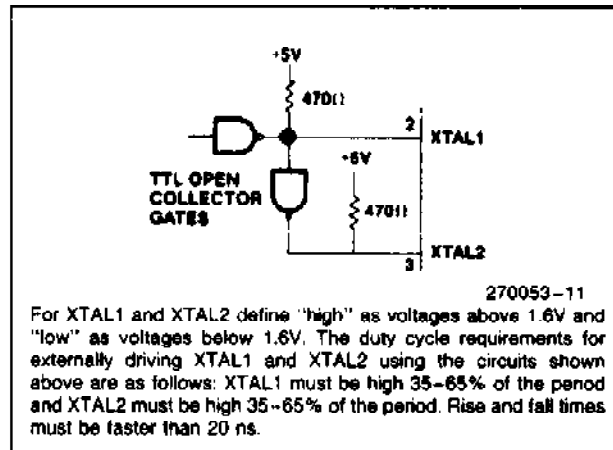 +5V
470Ω
2 XTAL1
+5V
TTL OPEN
COLLECTOR
GATES
470Ω
XTAL2
3
270053-11
For XTAL1 and XTAL2 define "high" as voltages above 1.6V and
"low" as voltages below 1.6V. The duty cycle requirements for
externally driving XTAL1 and XTAL2 using the circuits shown
above are as follows: XTAL1 must be high 35-65% of the period
and XTAL2 must be high 35-65% of the period. Rise and fall times
must be faster than 20 ns.